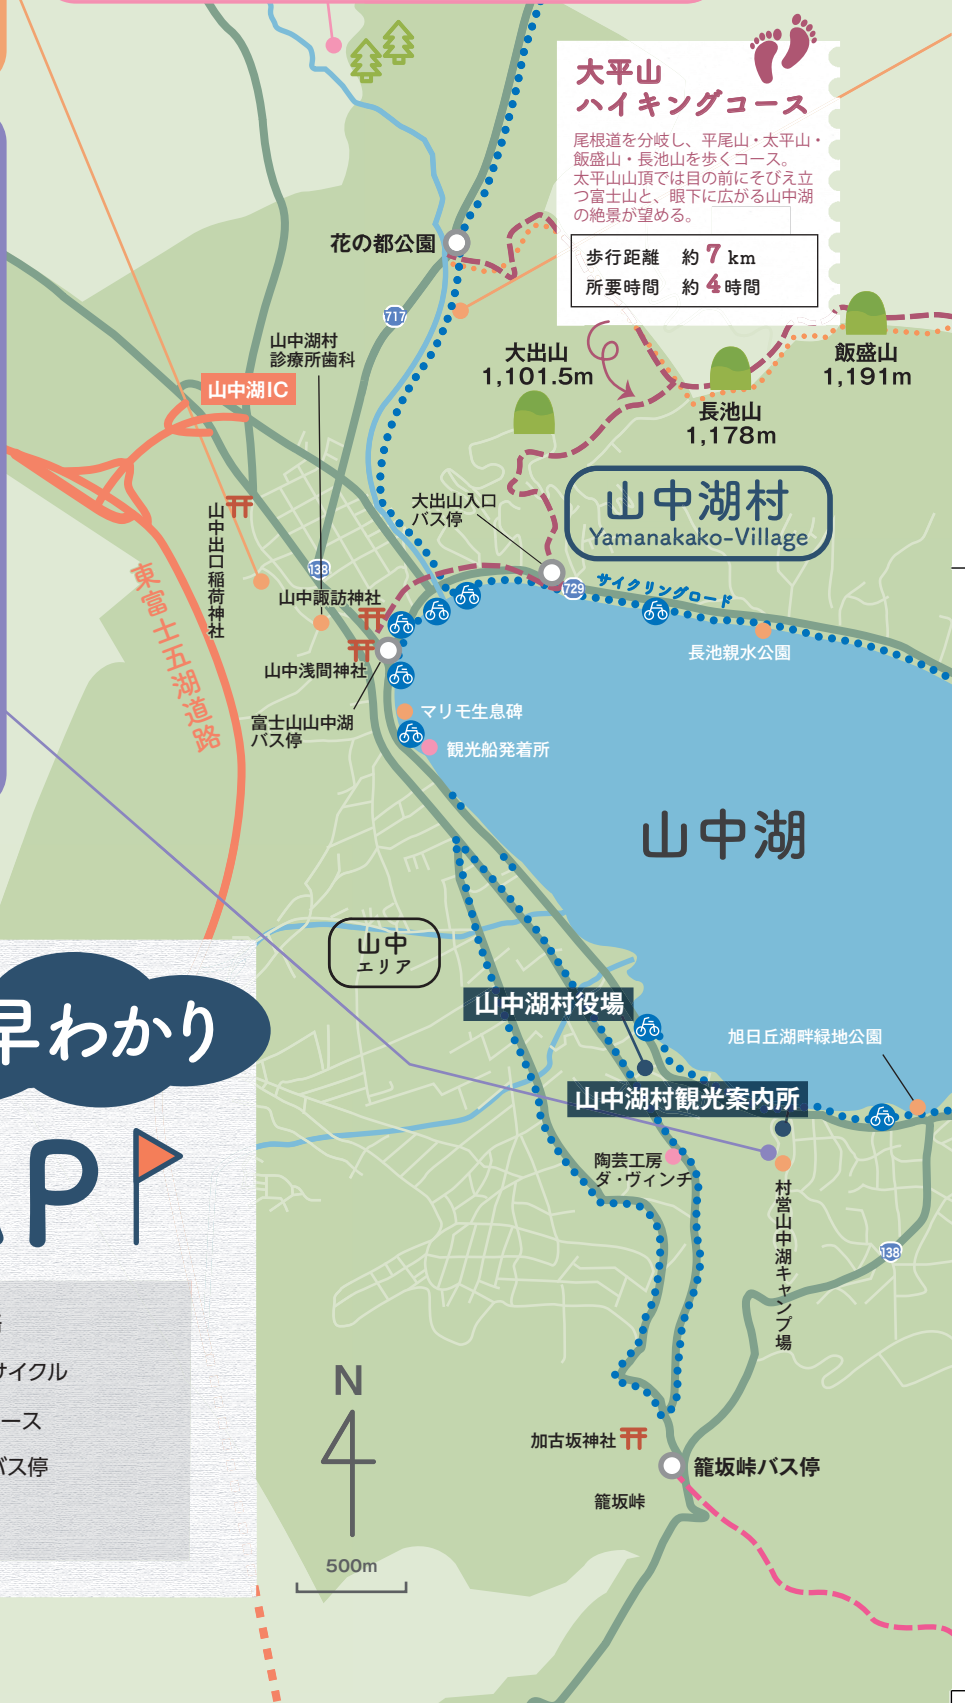 大平山
ハイキングコース
尾根道を分岐し、平尾山・太平山・
飯盛山・長池山を歩くコース。
太平山山頂では目の前にそびえ立
つ富士山と、眼下に広がる山中湖
の絶景が望める。
歩行距離 約7km
所要時間 約4時間
花の都公園
717
山中湖村
診療所歯科
山中湖IC
大出山
1,101.5m
飯盛山
1,191m
長池山
1,178m
山中湖村
Yamanakako-Village
大出山入口
バス停
山中出口稲荷神社
138
東富士五湖道路
山中諏訪神社
729
サイクリングロード
長池親水公園
山中浅間神社
富士山山中湖
バス停
マリモ生息碑
観光船発着所
山中湖
山中
エリア
早わかり
山中湖村役場
旭日丘湖畔緑地公園
山中湖村観光案内所
P
陶芸工房
ダ・ヴィンチ
村営山中湖キャンプ場
138
サイクル
ース
バス停
N
500m
加古坂神社
籠坂峠バス停
籠坂峠